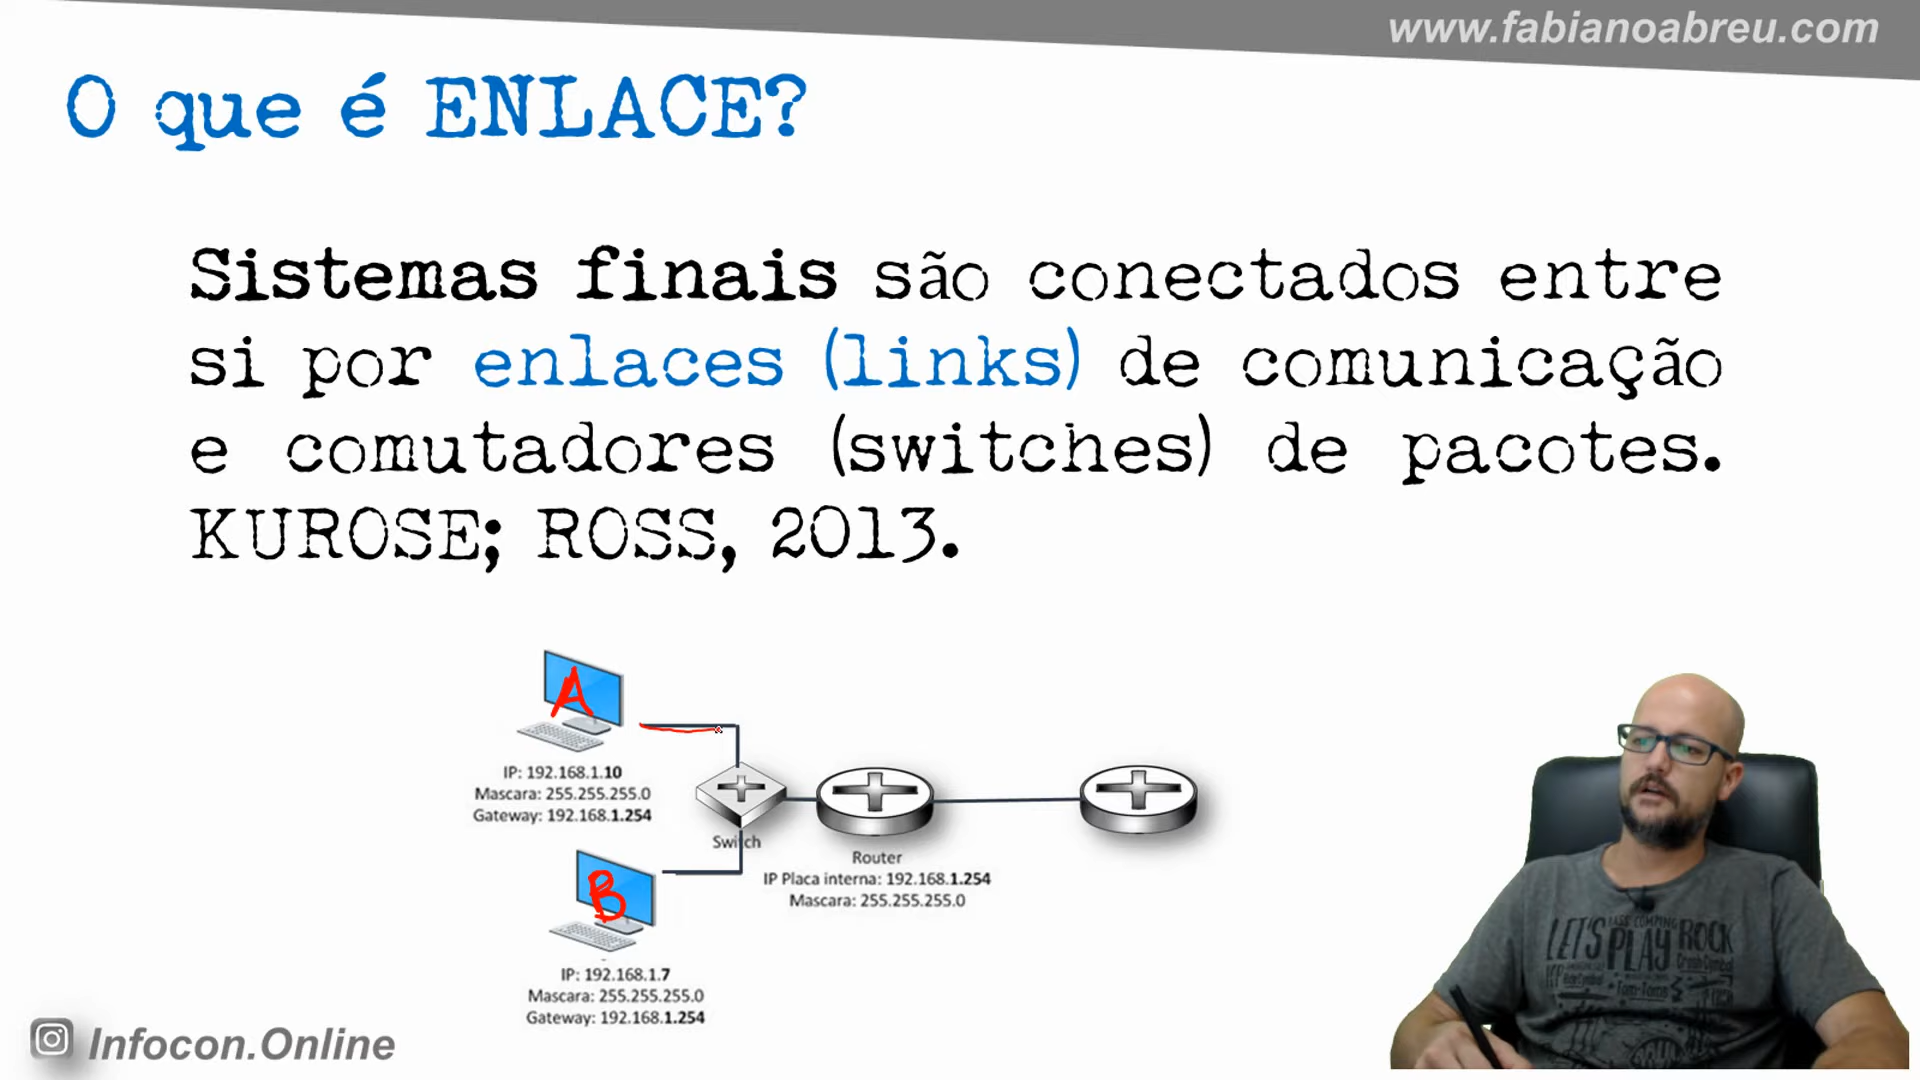 www.fabianoabreu.com
O que é ENLACE?
Sistemas finais são conectados entre
si por enlaces (links) de comunicação
e comutadores (switches) de pacotes.
KUROSE; ROSS, 2013.
A
IP: 192.168.1.10
Mascara: 255.255.255.0
Gateway: 192.168.1.254
Switch
Router
IP Placa interna: 192.168.1.254
Mascara: 255.255.255.0
B
IP: 192.168.1.7
Mascara: 255.255.255.0
Gateway: 192.168.1.254
LET'S PLAY ROCK
Infocon.Online